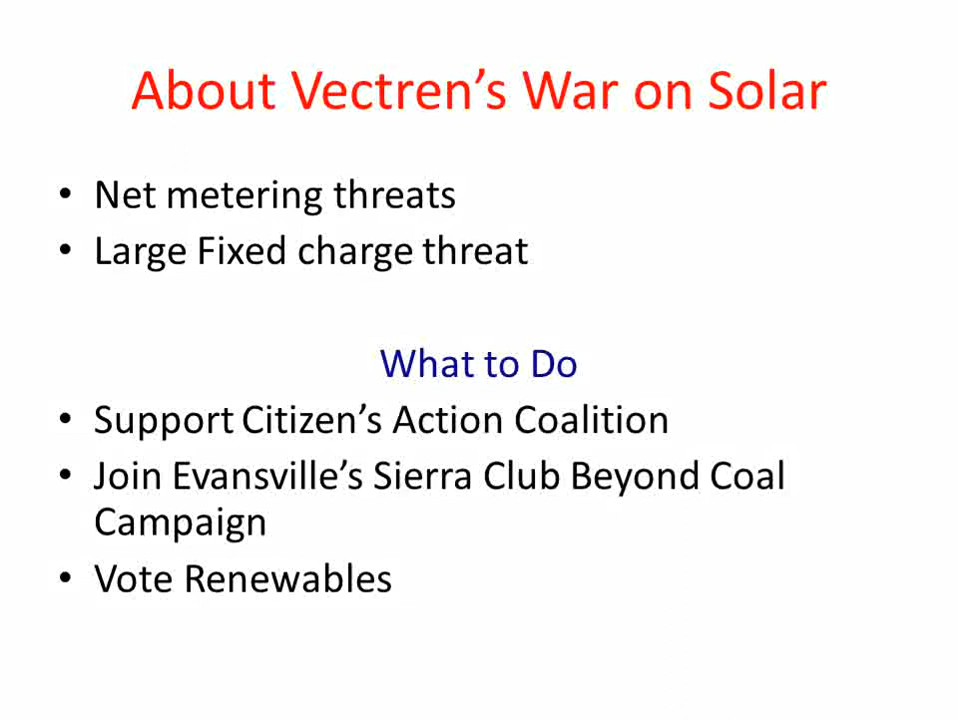 About Vectren’s War on Solar
• Net metering threats
• Large Fixed charge threat
What to Do
• Support Citizen’s Action Coalition
• Join Evansville’s Sierra Club Beyond Coal
Campaign
• Vote Renewables